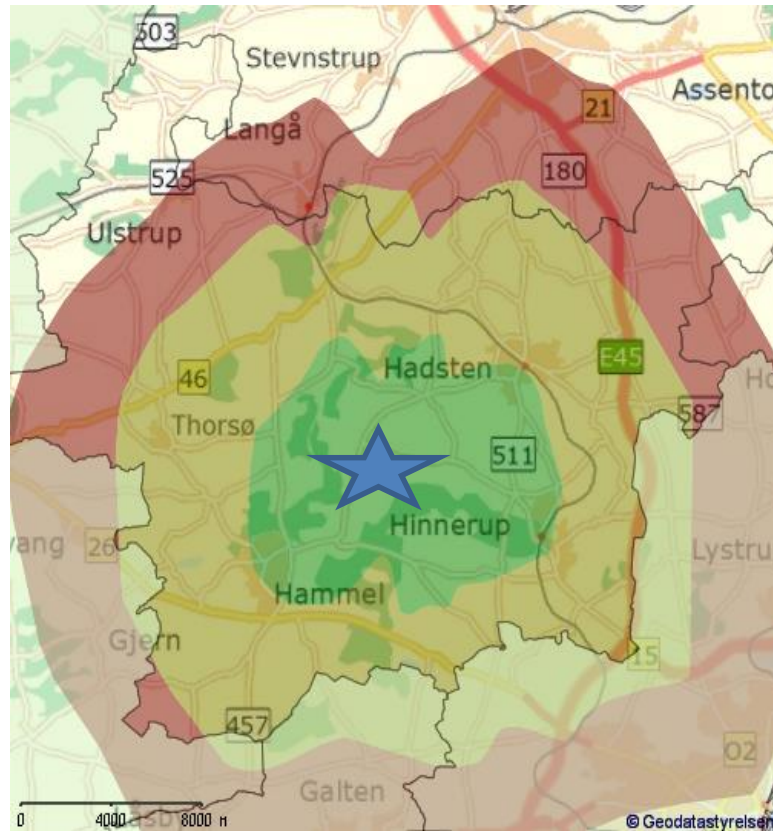 503
Stevnstrup
21
Assento
Langå
180
525
Ulstrup
E45
Hadsten
46
587
Thorsø
511
Hinnerup
vang
26
Lystru
Hammel
Gjern
15
457
O2
Galten
0 4000 8000 M
© Geodatastyrelsen